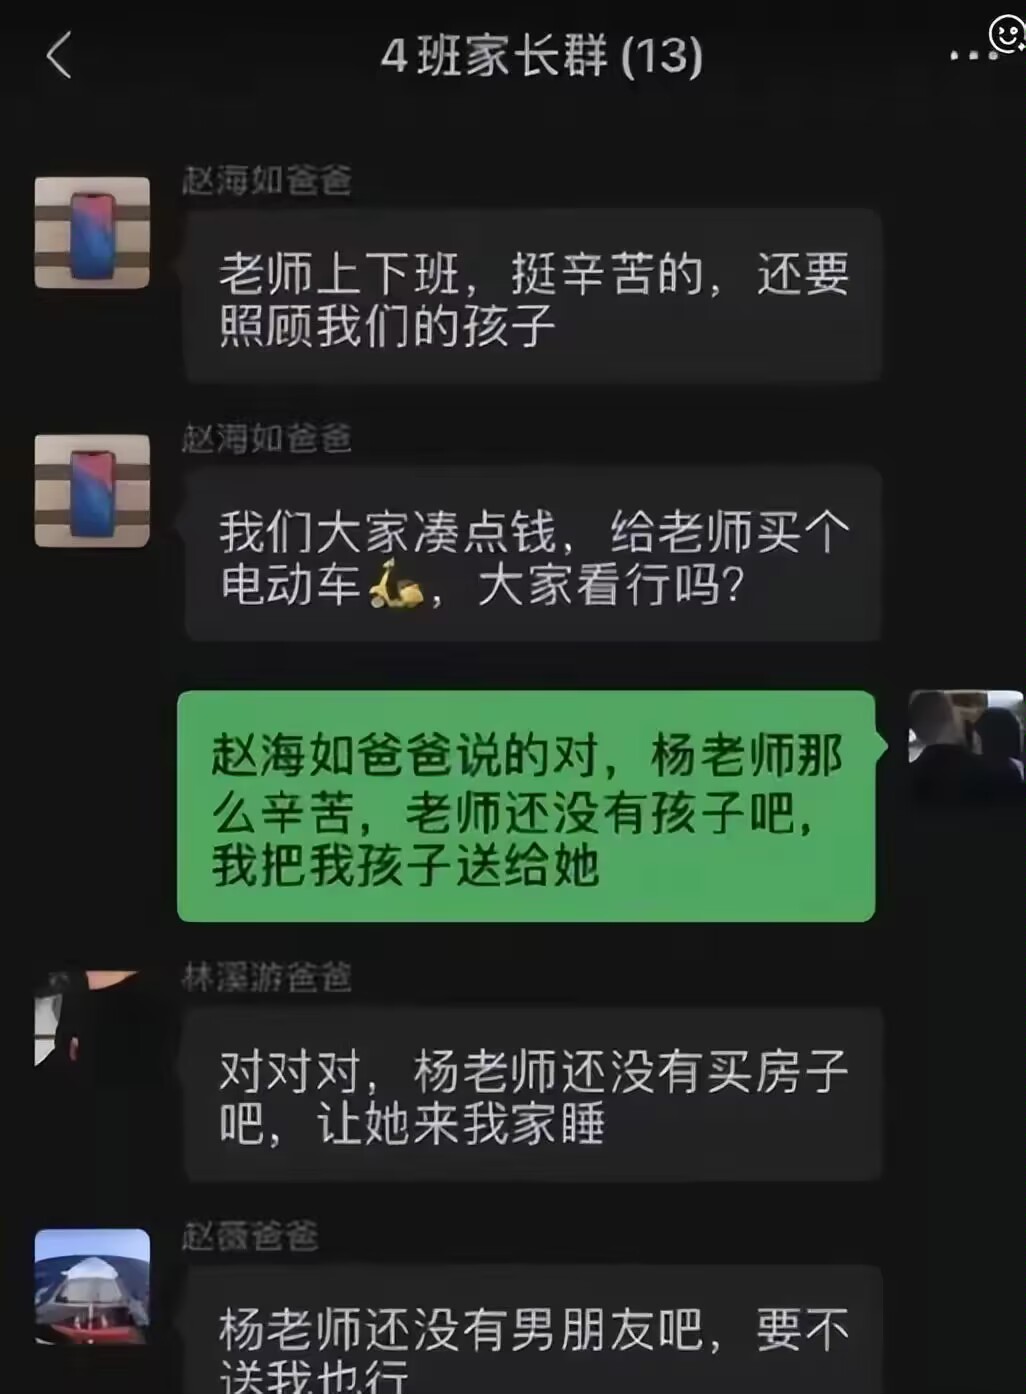 4班家长群(13)
赵海如爸爸
老师上下班，挺辛苦的，还要
照顾我们的孩子
赵海如爸爸
我们大家凑点钱，给老师买个
电动车🛵，大家看行吗？
赵海如爸爸说的对，杨老师那
么辛苦，老师还没有孩子吧，
我把我孩子送给她
林溪游爸爸
对对对，杨老师还没有买房子
吧，让她来我家睡
赵薇爸爸
杨老师还没有男朋友吧，要不
送我也行